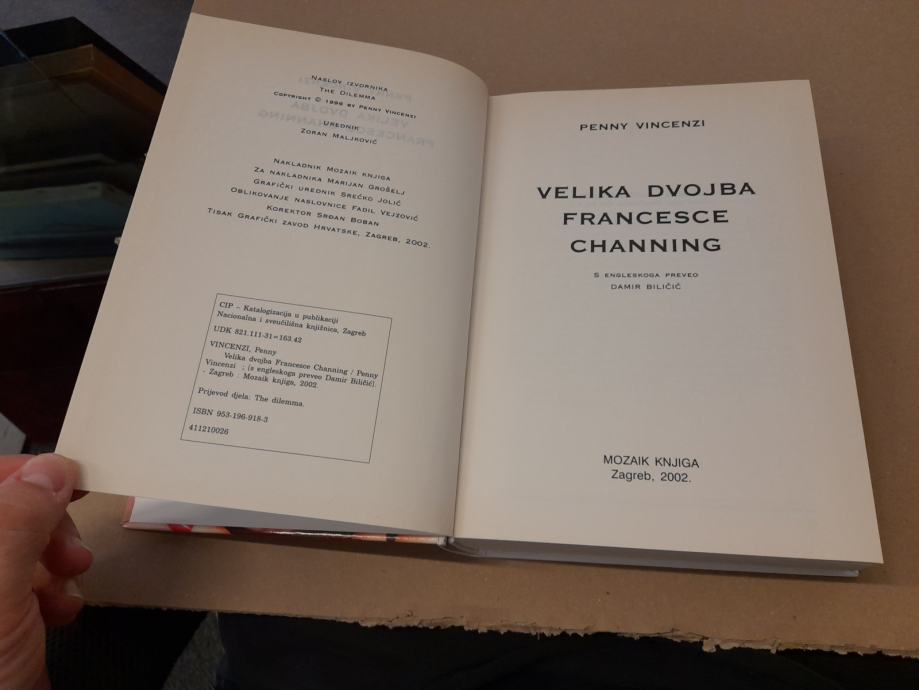 NASLOV IZVORNIKA
THE DILEMMA
COPYRIGHT © 1996 BY PENNY VINCENZI
UREDNIK
ZORAN MALJKOVIĆ
NAKLADNIK MOZAIK KNJIGA
ZA NAKLADNIKA MARIJAN GROŠELJ
GRAFIČKI UREDNIK SREĆKO JOLIĆ
OBLIKOVANJE NASLOVNICE FADIL VEJZOVIĆ
KOREKTOR SRĐAN BOBAN
TISAK GRAFIČKI ZAVOD HRVATSKE, ZAGREB, 2002.
CIP – Katalogizacija u publikaciji
Nacionalna i sveučilišna knjižnica, Zagreb
UDK 821.111-31=163.42
VINCENZI, Penny
Velika dvojba Francesce Channing / Penny
Vincenzi ; (s engleskoga preveo Damir Biličić).
- Zagreb : Mozaik knjiga, 2002.
Prijevod djela: The dilemma.
ISBN 953-196-918-3
411210026
PENNY VINCENZI
VELIKA DVOJBA
FRANCESCE
CHANNING
S ENGLESKOGA PREVEO
DAMIR BILIČIĆ
MOZAIK KNJIGA
Zagreb, 2002.